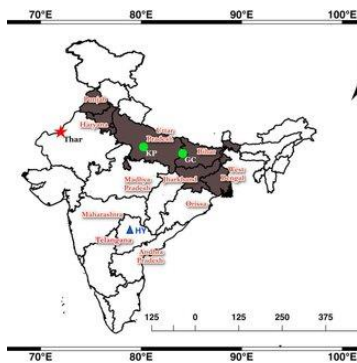 70°E 80°E 90°E 100°E
Punjab
Haryana
Thar
Uttar
Pradesh
KP
GC
Bihar
West
Bengal
Madhya
Pradesh
Jharkhand
Orissa
Maharashtra
HY
Telangana
Andhra
Pradesh
125 0 125 250 375
70°E 80°E 90°E 100°E